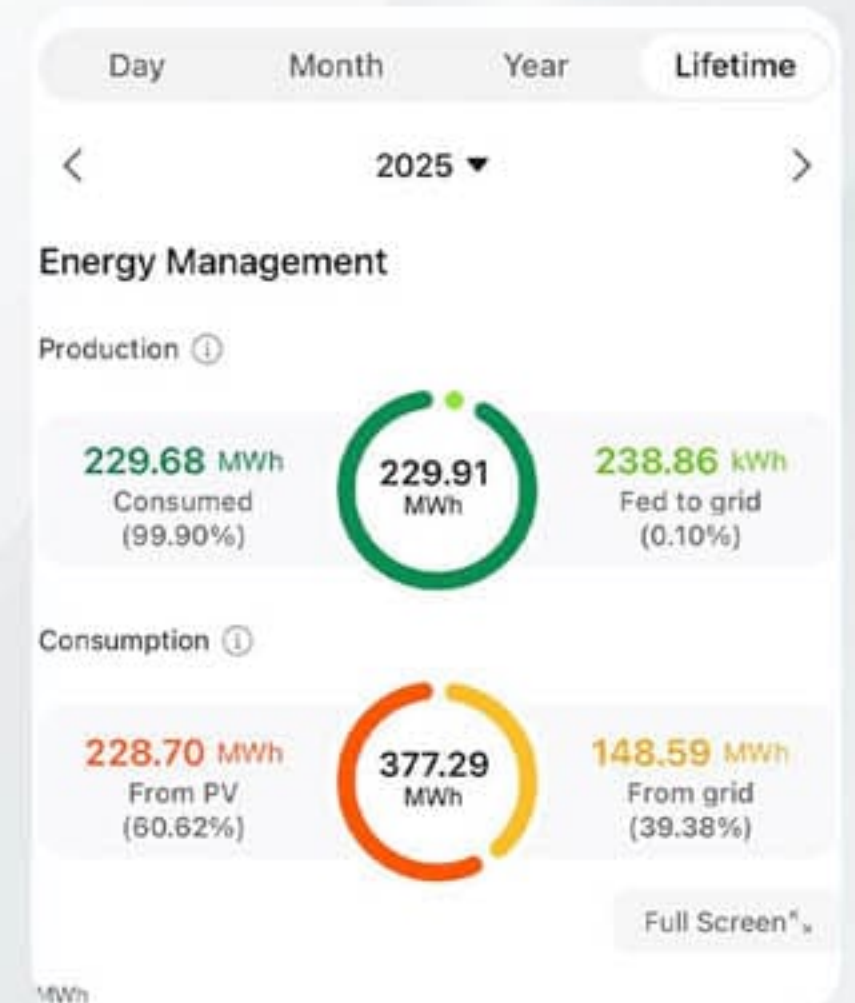 Day Month Year Lifetime
2025
Energy Management
Production
229.68 MWh
Consumed
(99.90%)
229.91
MWh
238.86 kWh
Fed to grid
(0.10%)
Consumption
228.70 MWh
From PV
(60.62%)
377.29
MWh
148.59 MWh
From grid
(39.38%)
Full Screen
MWh